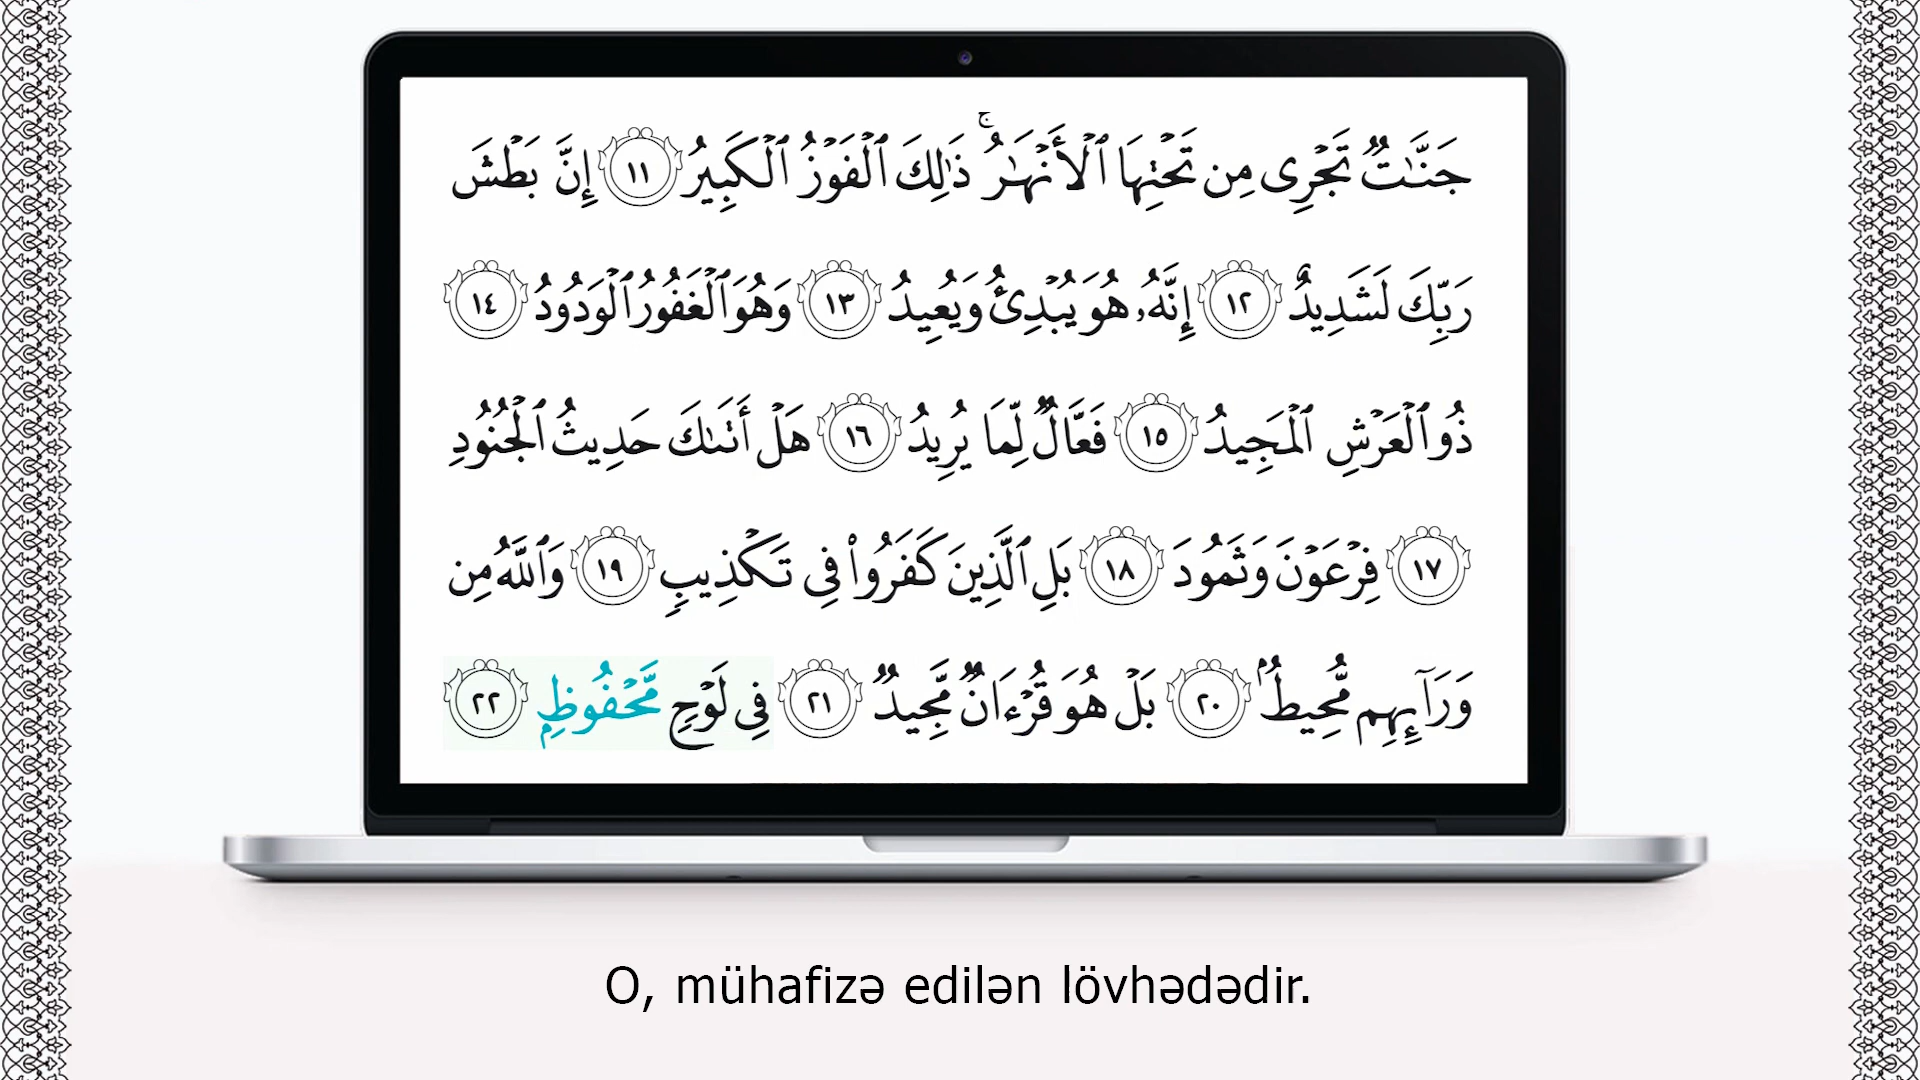 جَنَّٰتٌ تَجْرِى مِن تَحْتِهَا ٱلْأَنْهَٰرُ ۚ ذَٰلِكَ ٱلْفَوْزُ ٱلْكَبِيرُ ١١ إِنَّ بَطْشَ
رَبِّكَ لَشَدِيدٌ ١٢ إِنَّهُۥ هُوَ يُبْدِئُ وَيُعِيدُ ١٣ وَهُوَ ٱلْغَفُورُ ٱلْوَدُودُ ١٤
ذُو ٱلْعَرْشِ ٱلْمَجِيدُ ١٥ فَعَّالٌ لِّمَا يُرِيدُ ١٦ هَلْ أَتَىٰكَ حَدِيثُ ٱلْجُنُودِ
١٧ فِرْعَوْنَ وَثَمُودَ ١٨ بَلِ ٱلَّذِينَ كَفَرُوا۟ فِى تَكْذِيبٍ ١٩ وَٱللَّهُ مِن
وَرَآئِهِم مُّحِيطٌۢ ٢٠ بَلْ هُوَ قُرْءَانٌ مَّجِيدٌ ٢١ فِى لَوْحٍ مَّحْفُوظٍۭ ٢٢
O, mühafizə edilən lövhədədir.